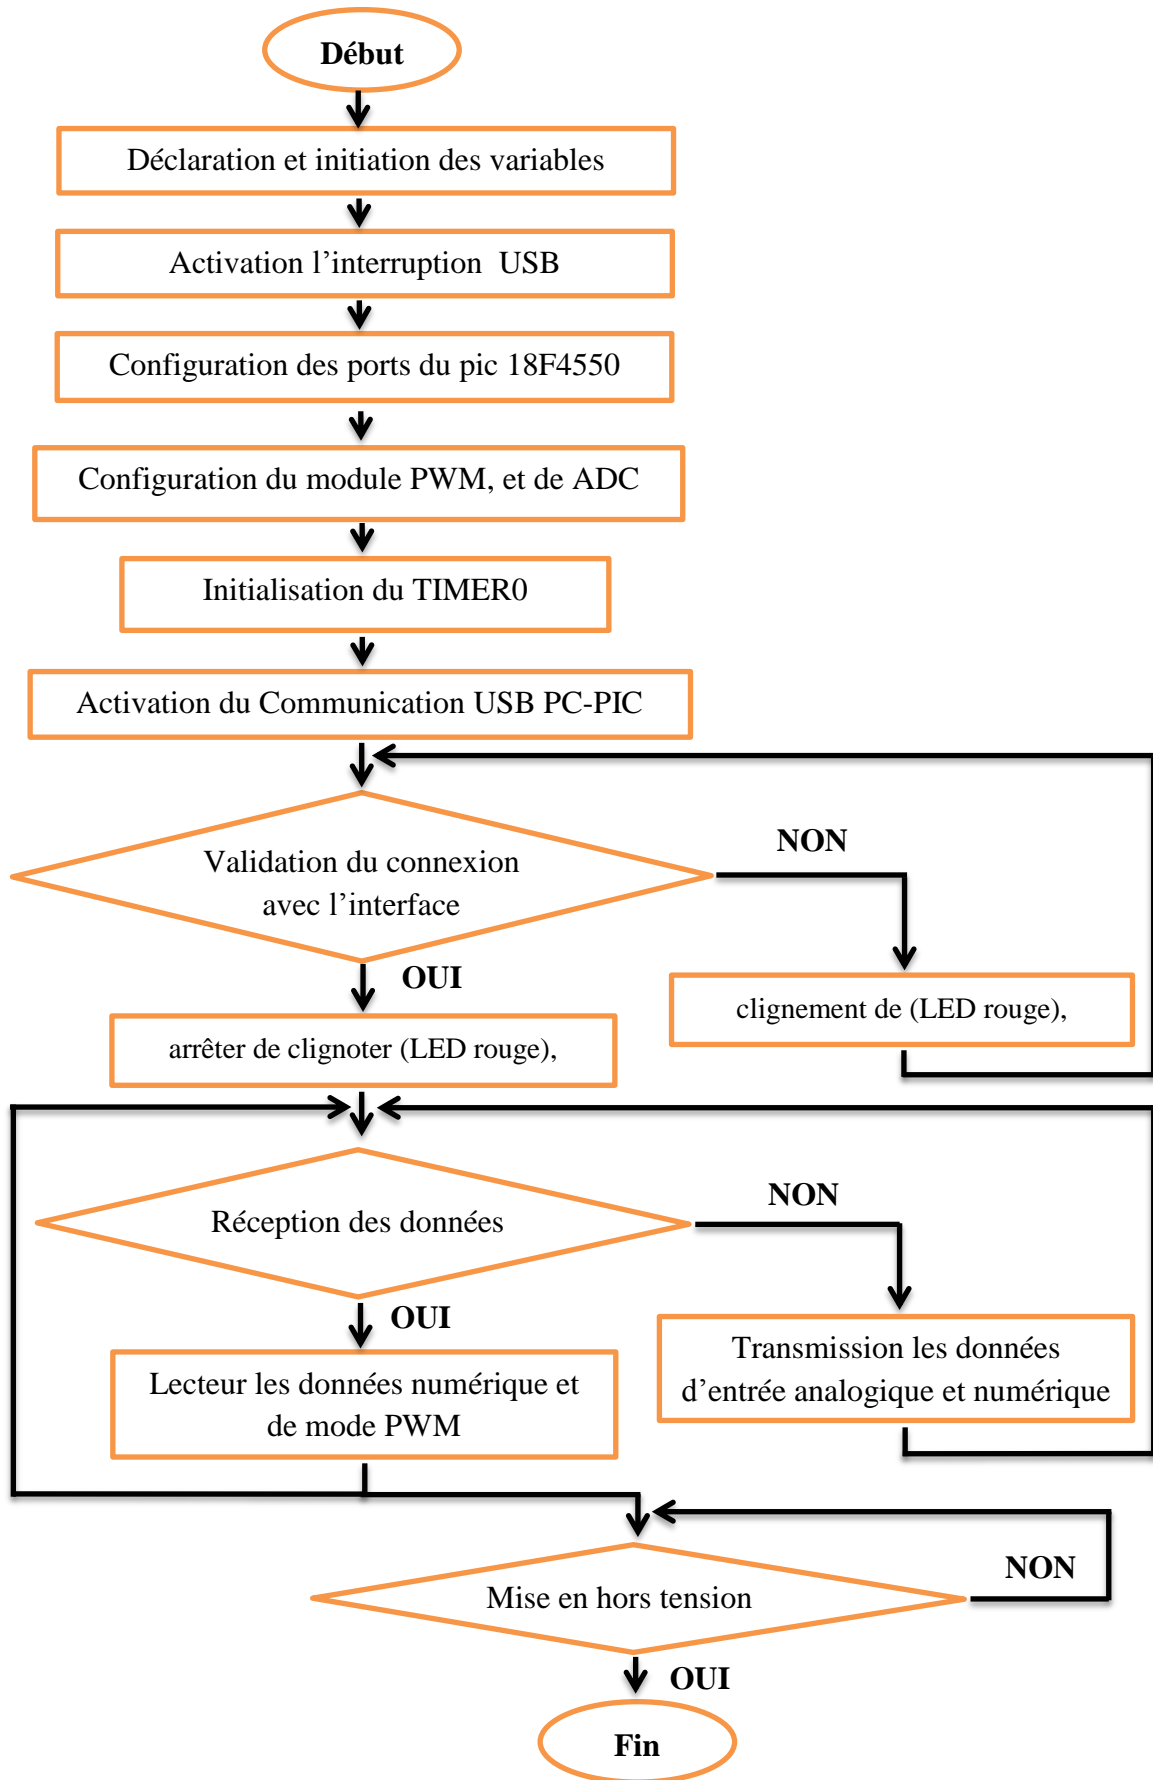 Début
Déclaration et initiation des variables
Activation l’interruption  USB
Configuration des ports du pic 18F4550
Configuration du module PWM, et de ADC
Initialisation du TIMER0
Activation du Communication USB PC-PIC
Validation du connexion
avec l’interface
NON
OUI
clignement de (LED rouge),
arrêter de clignoter (LED rouge),
Réception des données
NON
OUI
Transmission les données
d’entrée analogique et numérique
Lecteur les données numérique et
de mode PWM
Mise en hors tension
NON
OUI
Fin